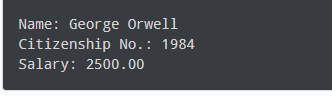 Name: George Orwell
Citizenship No.: 1984
Salary: 2500.00